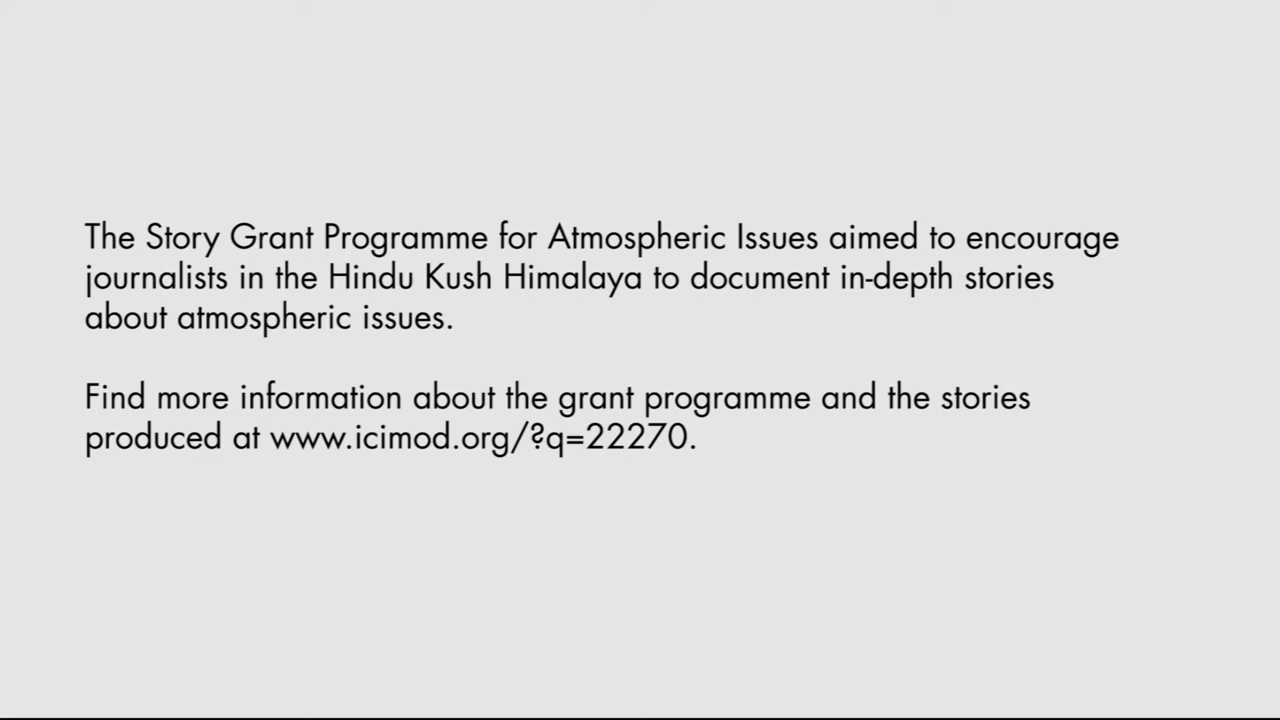 The Story Grant Programme for Atmospheric Issues aimed to encourage
journalists in the Hindu Kush Himalaya to document in-depth stories
about atmospheric issues.
Find more information about the grant programme and the stories
produced at www.icimod.org/?q=22270.